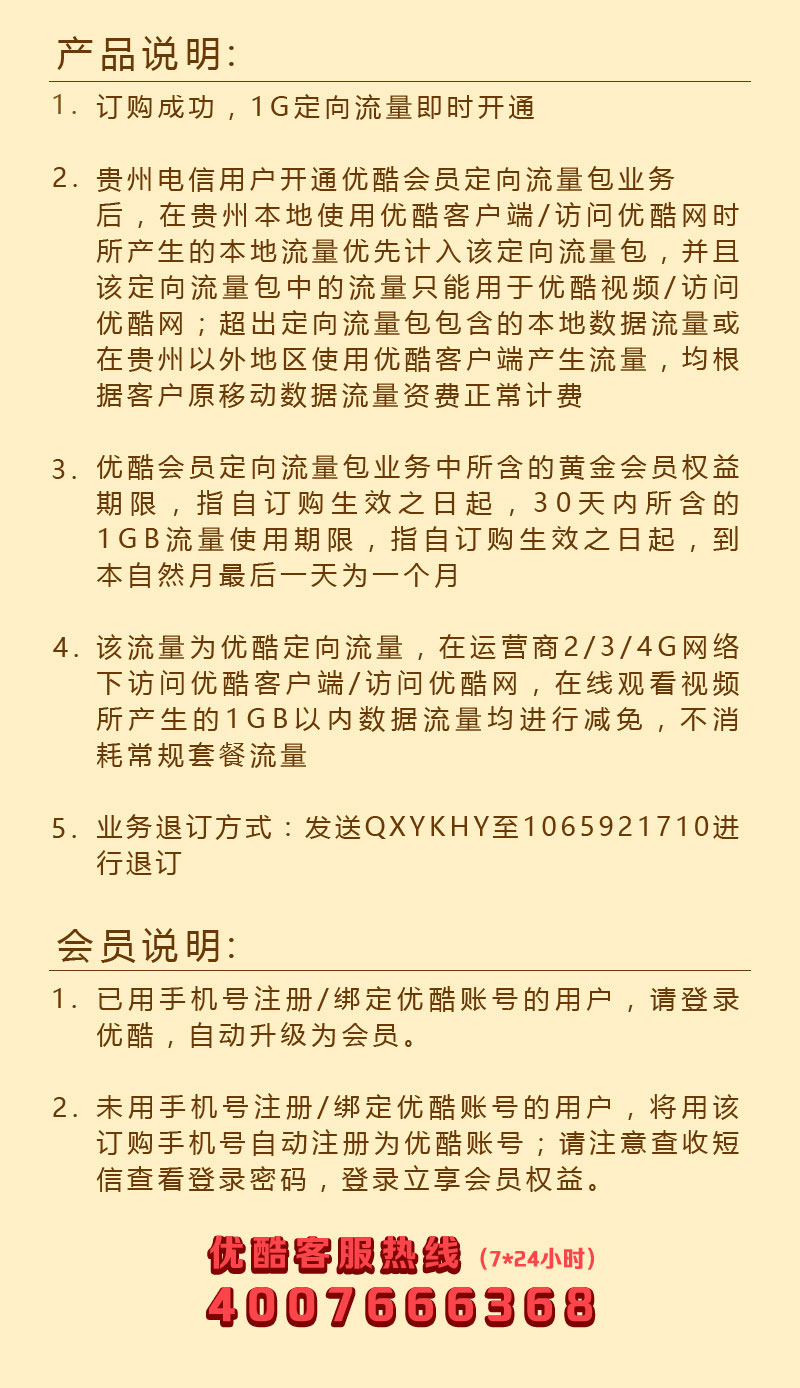 产品说明:
1. 订购成功，1G定向流量即时开通
2. 贵州电信用户开通优酷会员定向流量包业务
后，在贵州本地使用优酷客户端/访问优酷网时
所产生的本地流量优先计入该定向流量包，并且
该定向流量包中的流量只能用于优酷视频/访问
优酷网；超出定向流量包包含的本地数据流量或
在贵州以外地区使用优酷客户端产生流量，均根
据客户原移动数据流量资费正常计费
3. 优酷会员定向流量包业务中所含的黄金会员权益
期限，指自订购生效之日起，30天内所含的
1GB流量使用期限，指自订购生效之日起，到
本自然月最后一天为一个月
4. 该流量为优酷定向流量，在运营商2/3/4G网络
下访问优酷客户端/访问优酷网，在线观看视频
所产生的1GB以内数据流量均进行减免，不消
耗常规套餐流量
5. 业务退订方式：发送QXYKHY至1065921710进
行退订
会员说明:
1. 已用手机号注册/绑定优酷账号的用户，请登录
优酷，自动升级为会员。
2. 未用手机号注册/绑定优酷账号的用户，将用该
订购手机号自动注册为优酷账号；请注意查收短
信查看登录密码，登录立享会员权益。
优酷客服热线（7*24小时）
4007666368